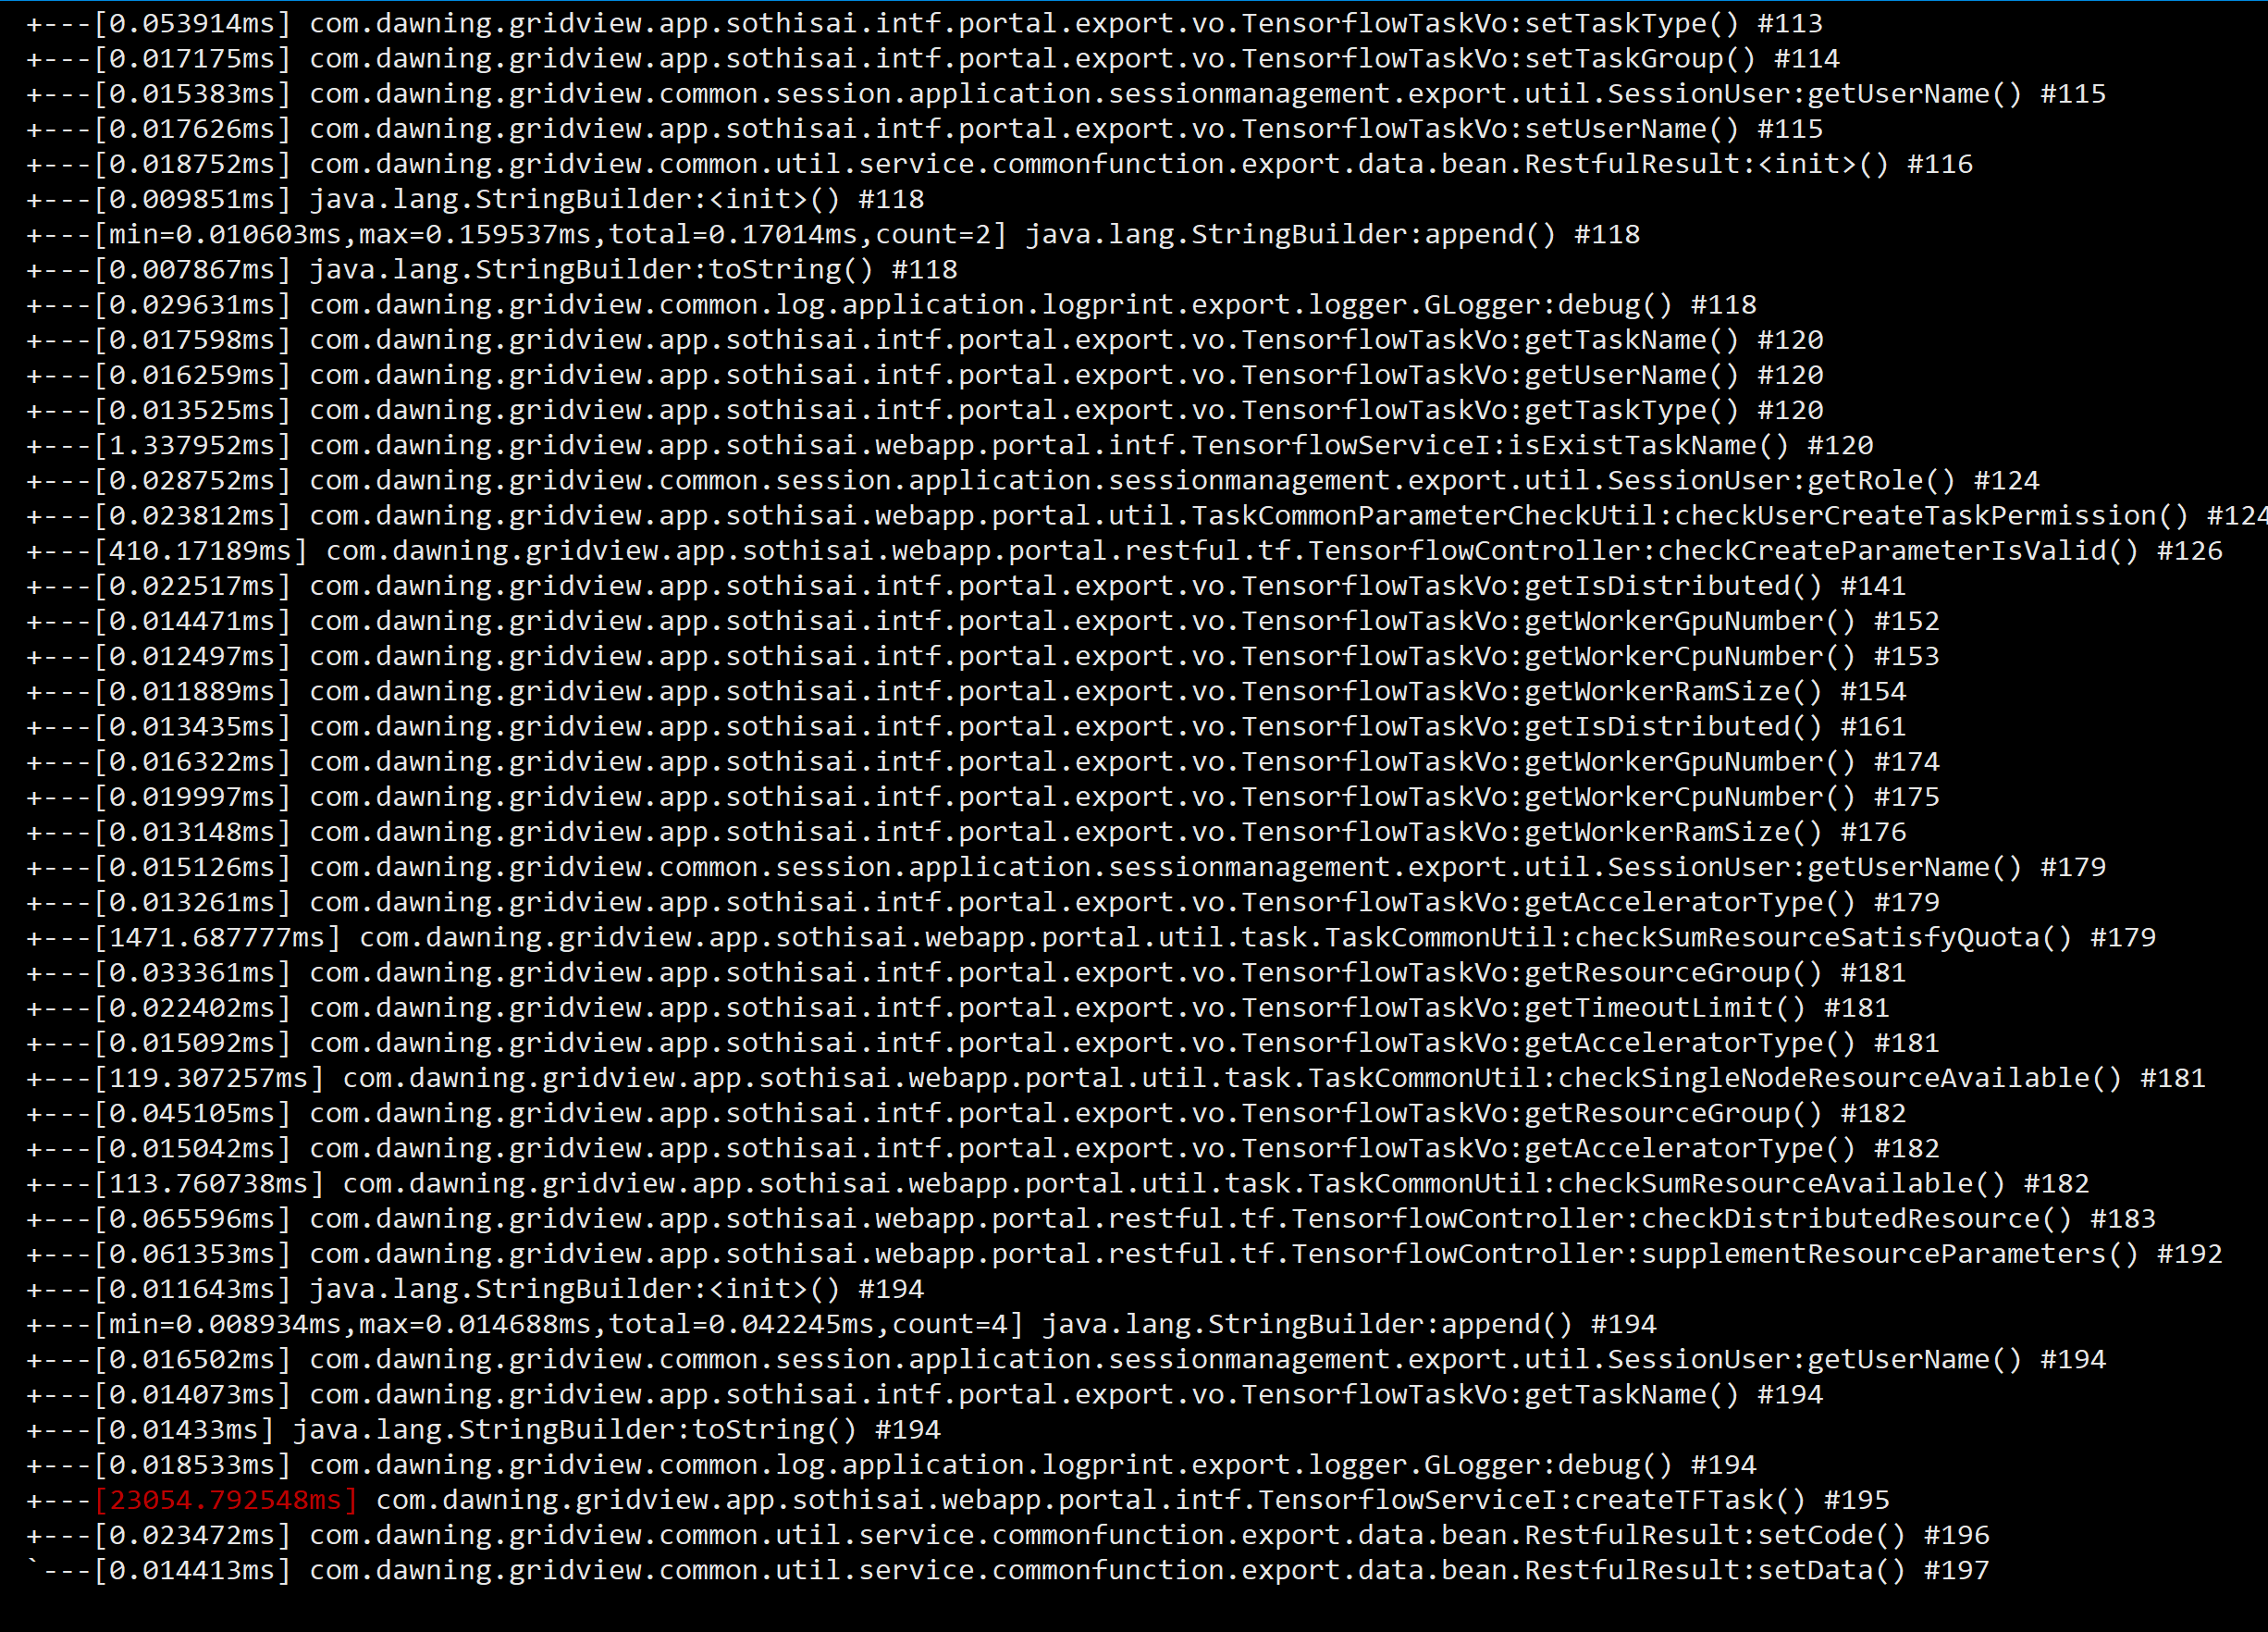 +---[0.053914ms] com.dawning.gridview.app.sothisai.intf.portal.export.vo.TensorflowTaskVo:setTaskType() #113
+---[0.017175ms] com.dawning.gridview.app.sothisai.intf.portal.export.vo.TensorflowTaskVo:setTaskGroup() #114
+---[0.015383ms] com.dawning.gridview.common.session.application.sessionmanagement.export.util.SessionUser:getUserName() #115
+---[0.017626ms] com.dawning.gridview.app.sothisai.intf.portal.export.vo.TensorflowTaskVo:setUserName() #115
+---[0.018752ms] com.dawning.gridview.common.util.service.commonfunction.export.data.bean.RestfulResult:<init>() #116
+---[0.009851ms] java.lang.StringBuilder:<init>() #118
+---[min=0.010603ms,max=0.159537ms,total=0.17014ms,count=2] java.lang.StringBuilder:append() #118
+---[0.007867ms] java.lang.StringBuilder:toString() #118
+---[0.029631ms] com.dawning.gridview.common.log.application.logprint.export.logger.GLogger:debug() #118
+---[0.017598ms] com.dawning.gridview.app.sothisai.intf.portal.export.vo.TensorflowTaskVo:getTaskName() #120
+---[0.016259ms] com.dawning.gridview.app.sothisai.intf.portal.export.vo.TensorflowTaskVo:getUserName() #120
+---[0.013525ms] com.dawning.gridview.app.sothisai.intf.portal.export.vo.TensorflowTaskVo:getTaskType() #120
+---[1.337952ms] com.dawning.gridview.app.sothisai.webapp.portal.intf.TensorflowServiceI:isExistTaskName() #120
+---[0.028752ms] com.dawning.gridview.common.session.application.sessionmanagement.export.util.SessionUser:getRole() #124
+---[0.023812ms] com.dawning.gridview.app.sothisai.webapp.portal.util.TaskCommonParameterCheckUtil:checkUserCreateTaskPermission() #124
+---[410.17189ms] com.dawning.gridview.app.sothisai.webapp.portal.restful.tf.TensorflowController:checkCreateParameterIsValid() #126
+---[0.022517ms] com.dawning.gridview.app.sothisai.intf.portal.export.vo.TensorflowTaskVo:getIsDistributed() #141
+---[0.014471ms] com.dawning.gridview.app.sothisai.intf.portal.export.vo.TensorflowTaskVo:getWorkerGpuNumber() #152
+---[0.012497ms] com.dawning.gridview.app.sothisai.intf.portal.export.vo.TensorflowTaskVo:getWorkerCpuNumber() #153
+---[0.011889ms] com.dawning.gridview.app.sothisai.intf.portal.export.vo.TensorflowTaskVo:getWorkerRamSize() #154
+---[0.013435ms] com.dawning.gridview.app.sothisai.intf.portal.export.vo.TensorflowTaskVo:getIsDistributed() #161
+---[0.016322ms] com.dawning.gridview.app.sothisai.intf.portal.export.vo.TensorflowTaskVo:getWorkerGpuNumber() #174
+---[0.019997ms] com.dawning.gridview.app.sothisai.intf.portal.export.vo.TensorflowTaskVo:getWorkerCpuNumber() #175
+---[0.013148ms] com.dawning.gridview.app.sothisai.intf.portal.export.vo.TensorflowTaskVo:getWorkerRamSize() #176
+---[0.015126ms] com.dawning.gridview.common.session.application.sessionmanagement.export.util.SessionUser:getUserName() #179
+---[0.013261ms] com.dawning.gridview.app.sothisai.intf.portal.export.vo.TensorflowTaskVo:getAcceleratorType() #179
+---[1471.687777ms] com.dawning.gridview.app.sothisai.webapp.portal.util.task.TaskCommonUtil:checkSumResourceSatisfyQuota() #179
+---[0.033361ms] com.dawning.gridview.app.sothisai.intf.portal.export.vo.TensorflowTaskVo:getResourceGroup() #181
+---[0.022402ms] com.dawning.gridview.app.sothisai.intf.portal.export.vo.TensorflowTaskVo:getTimeoutLimit() #181
+---[0.015092ms] com.dawning.gridview.app.sothisai.intf.portal.export.vo.TensorflowTaskVo:getAcceleratorType() #181
+---[119.307257ms] com.dawning.gridview.app.sothisai.webapp.portal.util.task.TaskCommonUtil:checkSingleNodeResourceAvailable() #181
+---[0.045105ms] com.dawning.gridview.app.sothisai.intf.portal.export.vo.TensorflowTaskVo:getResourceGroup() #182
+---[0.015042ms] com.dawning.gridview.app.sothisai.intf.portal.export.vo.TensorflowTaskVo:getAcceleratorType() #182
+---[113.760738ms] com.dawning.gridview.app.sothisai.webapp.portal.util.task.TaskCommonUtil:checkSumResourceAvailable() #182
+---[0.065596ms] com.dawning.gridview.app.sothisai.webapp.portal.restful.tf.TensorflowController:checkDistributedResource() #183
+---[0.061353ms] com.dawning.gridview.app.sothisai.webapp.portal.restful.tf.TensorflowController:supplementResourceParameters() #192
+---[0.011643ms] java.lang.StringBuilder:<init>() #194
+---[min=0.008934ms,max=0.014688ms,total=0.042245ms,count=4] java.lang.StringBuilder:append() #194
+---[0.016502ms] com.dawning.gridview.common.session.application.sessionmanagement.export.util.SessionUser:getUserName() #194
+---[0.014073ms] com.dawning.gridview.app.sothisai.intf.portal.export.vo.TensorflowTaskVo:getTaskName() #194
+---[0.01433ms] java.lang.StringBuilder:toString() #194
+---[0.018533ms] com.dawning.gridview.common.log.application.logprint.export.logger.GLogger:debug() #194
+---[23054.792548ms] com.dawning.gridview.app.sothisai.webapp.portal.intf.TensorflowServiceI:createTFTask() #195
+---[0.023472ms] com.dawning.gridview.common.util.service.commonfunction.export.data.bean.RestfulResult:setCode() #196
`---[0.014413ms] com.dawning.gridview.common.util.service.commonfunction.export.data.bean.RestfulResult:setData() #197